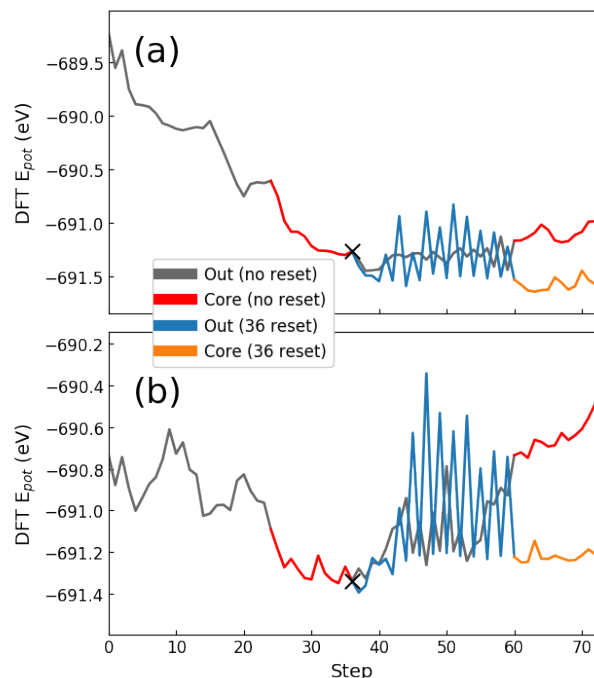 (a)
DFT E_pot (eV)
−689.5
−690.0
−690.5
−691.0
−691.5
Out (no reset)
Core (no reset)
Out (36 reset)
Core (36 reset)
(b)
DFT E_pot (eV)
−690.2
−690.4
−690.6
−690.8
−691.0
−691.2
−691.4
0 10 20 30 40 50 60 70
Step